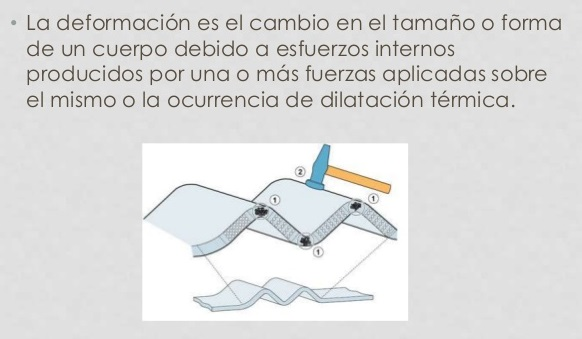 • La deformación es el cambio en el tamaño o forma
de un cuerpo debido a esfuerzos internos
producidos por una o más fuerzas aplicadas sobre
el mismo o la ocurrencia de dilatación térmica.
2
1
1
1